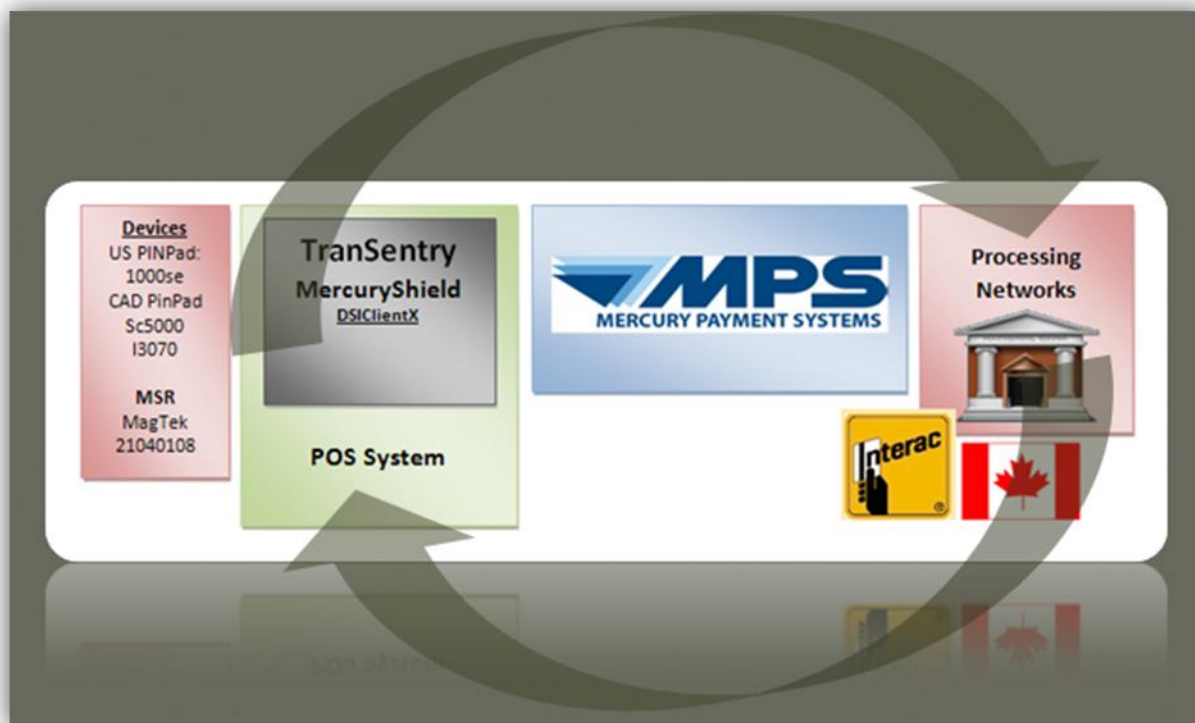 Devices
US PINPad:
1000se
CAD PinPad
Sc5000
I3070
MSR
MagTek
21040108
TranSentry
MercuryShield
DSIClientX
POS System
MPS
MERCURY PAYMENT SYSTEMS
Processing
Networks
Interac
®